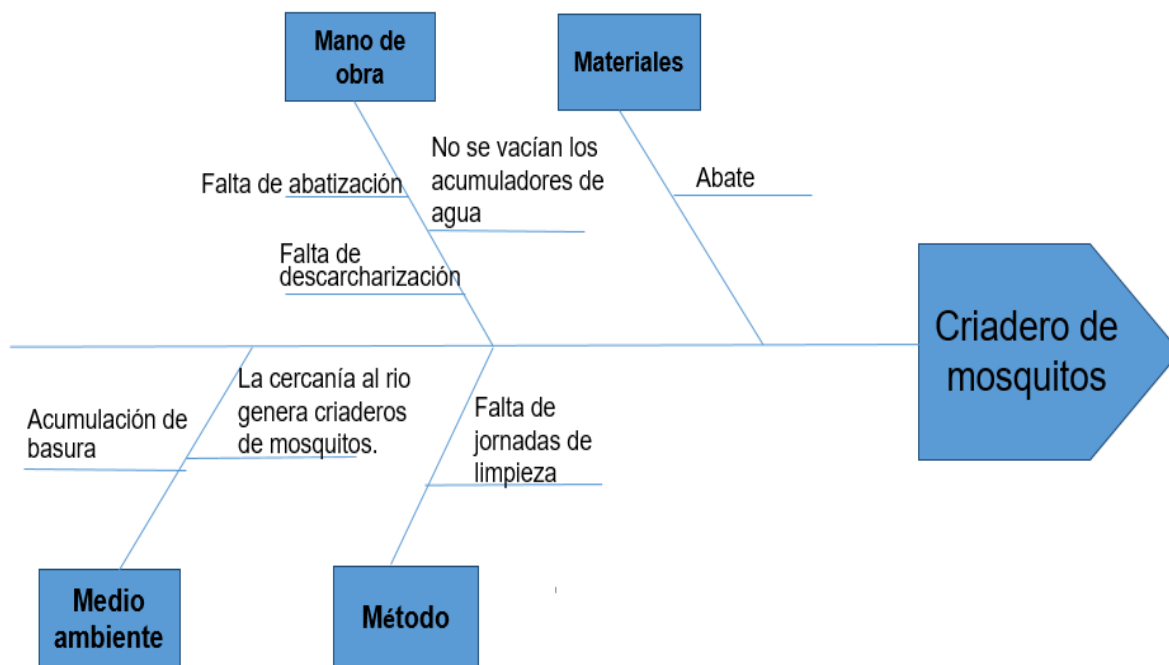 Mano de
obra
Materiales
Falta de abatización
No se vacían los
acumuladores de
agua
Abate
Falta de
descarcharización
Criadero de
mosquitos
Acumulación de
basura
La cercanía al rio
genera criaderos
de mosquitos.
Falta de
jornadas de
limpieza
Medio
ambiente
Método